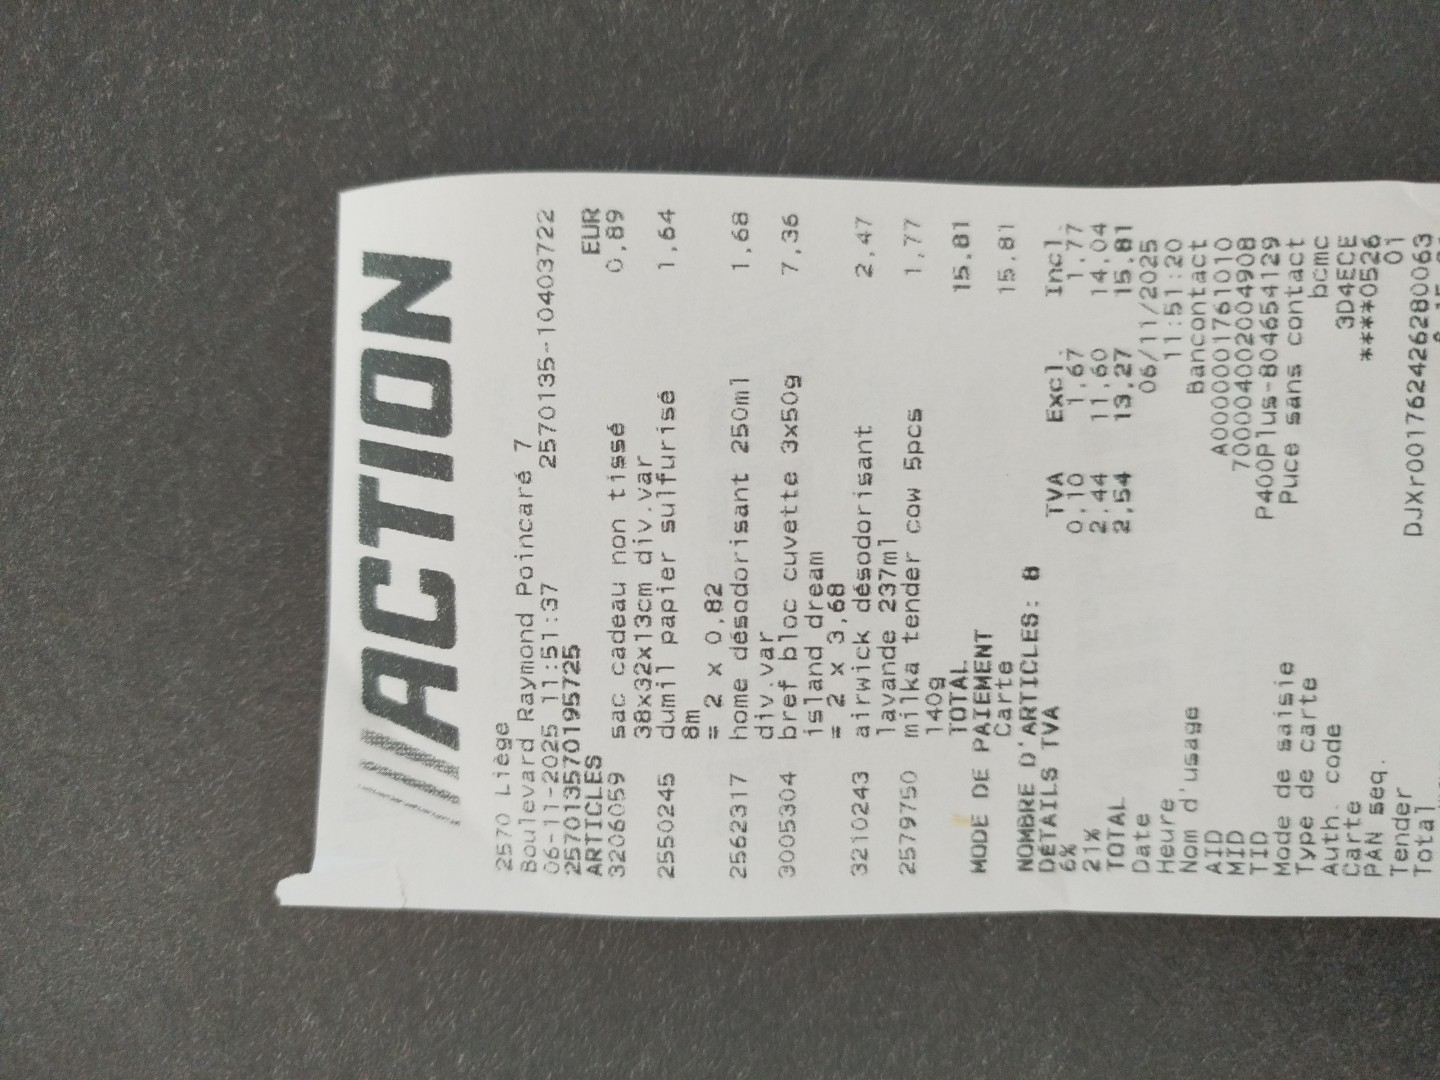 ///ACTION
2570 Liège
Boulevard Raymond Poincaré 7
06-11-2025 11:51:37 2570135-10403722
2570135701957​25
ARTICLES EUR
3206059 sac cadeau non tissé 0,89
38x32x13cm div.var
2550245 dumil papier sulfurisé 1,64
8m
= 2 x 0,82
2562317 home désodorisant 250ml 1,68
div.var
3005304 bref bloc cuvette 3x50g 7,36
island dream
= 2 x 3,68
3210243 airwick désodorisant 2,47
lavande 237ml
2579750 milka tender cow 5pcs 1,77
140g
TOTAL 15,81
MODE DE PAIEMENT
Carte 15,81
NOMBRE D'ARTICLES: 8
DÉTAILS TVA TVA Excl. Incl.
6% 0,10 1,67 1,77
21% 2,44 11,60 14,04
TOTAL 2,54 13,27 15,81
Date 06/11/2025
Heure 11:51:20
Nom d'usage Bancontact
AID A0000001761010
MID 70000402004908
TID P400Plus-804654129
Mode de saisie Puce sans contact
Type de carte bcmc
Auth. code 3D4ECE
Carte ****0526
PAN seq. 01
Tender DJXr001762426280063
Total